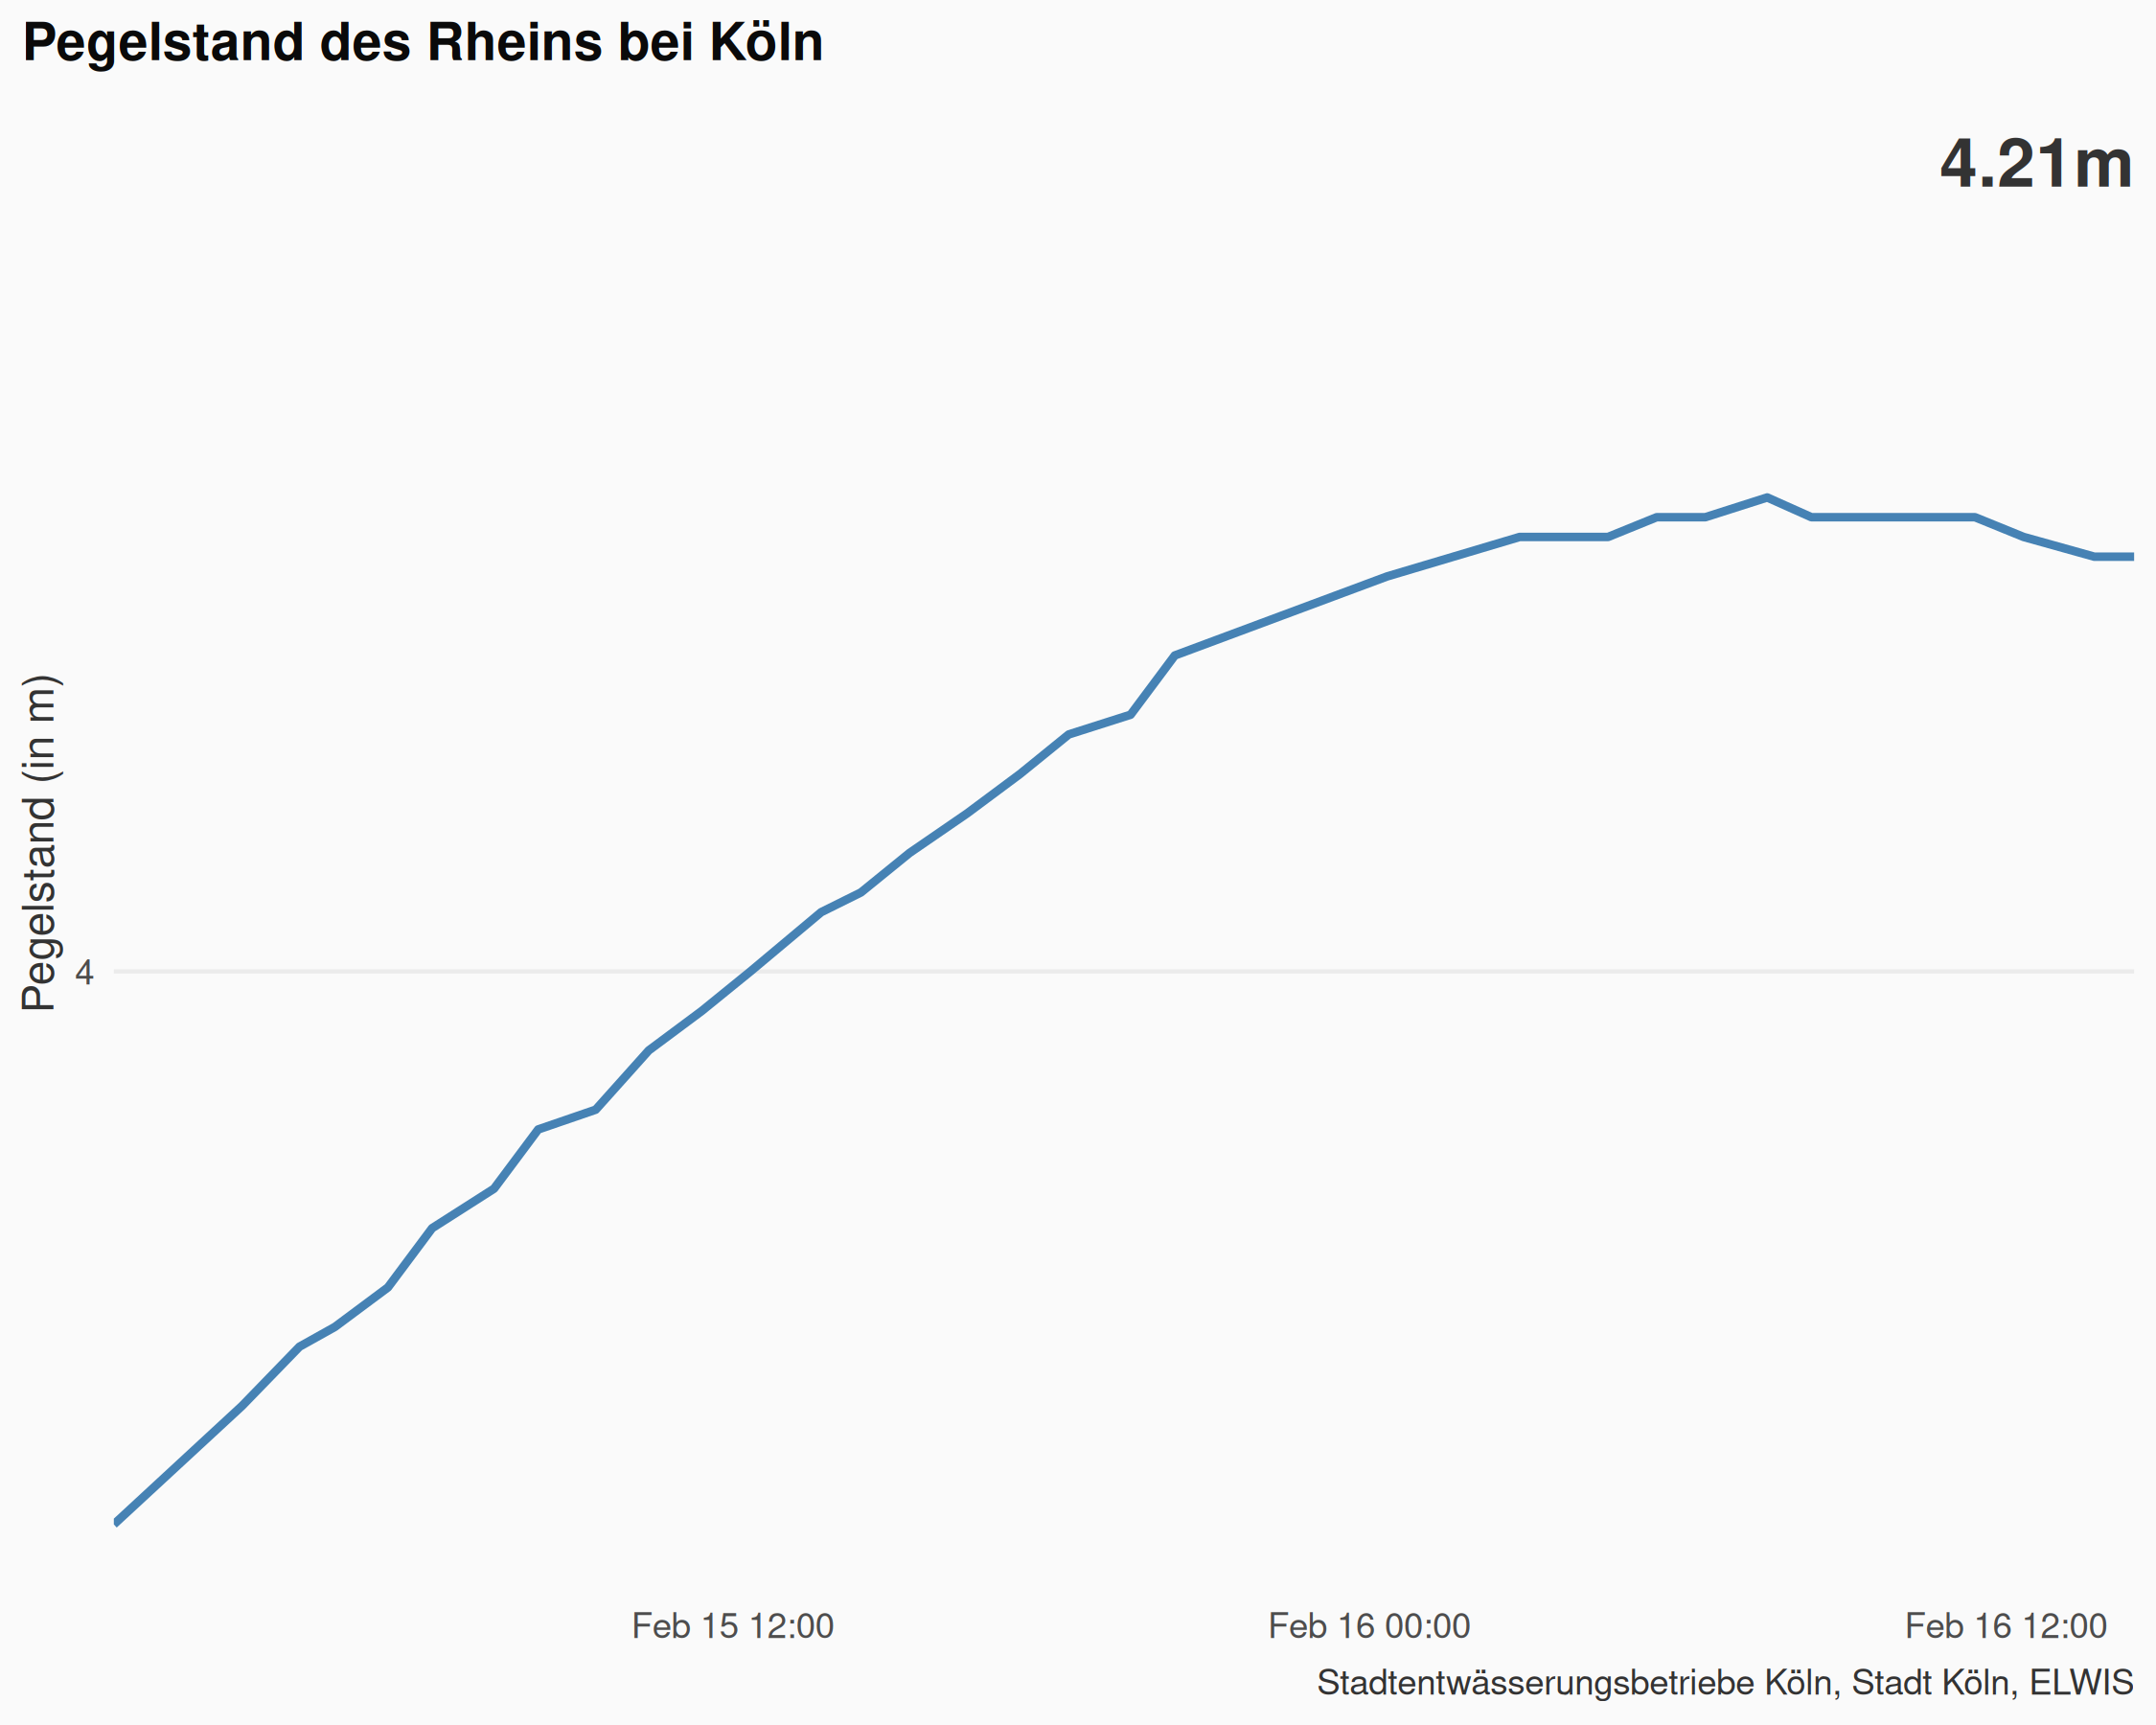 Pegelstand des Rheins bei Köln
4.21m
Pegelstand (in m)
4
Feb 15 12:00
Feb 16 00:00
Feb 16 12:00
Stadtentwässerungsbetriebe Köln, Stadt Köln, ELWIS